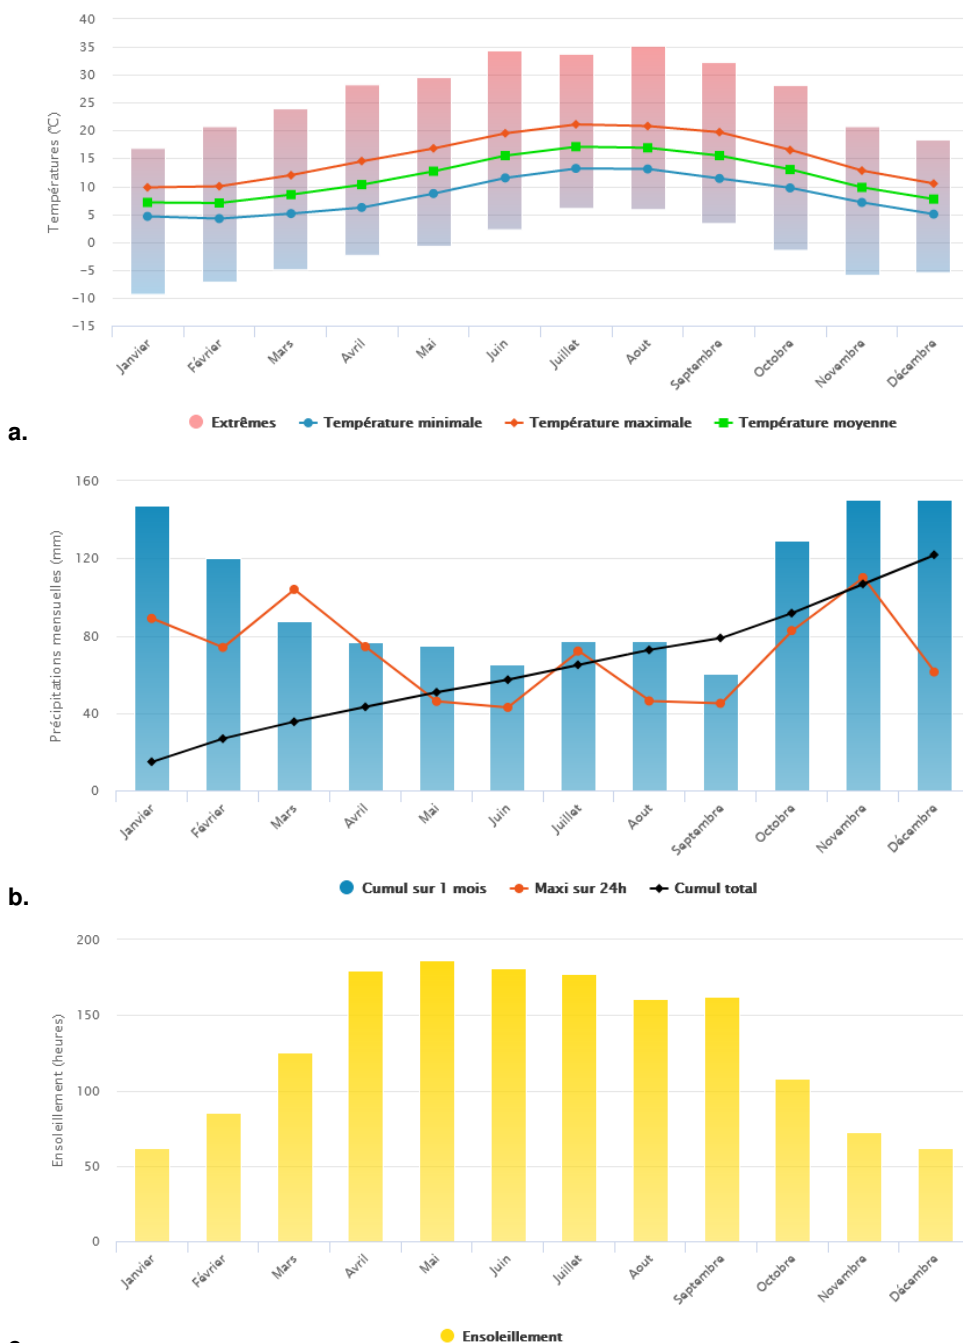 40
35
30
25
20
15
10
5
0
−5
−10
−15
Températures (°C)
Janvier
Février
Mars
Avril
Mai
Juin
Juillet
Aout
Septembre
Octobre
Novembre
Décembre
Extrêmes Température minimale Température maximale Température moyenne
a.
160
120
80
40
0
Précipitations mensuelles (mm)
Janvier
Février
Mars
Avril
Mai
Juin
Juillet
Aout
Septembre
Octobre
Novembre
Décembre
Cumul sur 1 mois Maxi sur 24h Cumul total
b.
200
150
100
50
0
Ensoleillement (heures)
Janvier
Février
Mars
Avril
Mai
Juin
Juillet
Aout
Septembre
Octobre
Novembre
Décembre
Ensoleillement